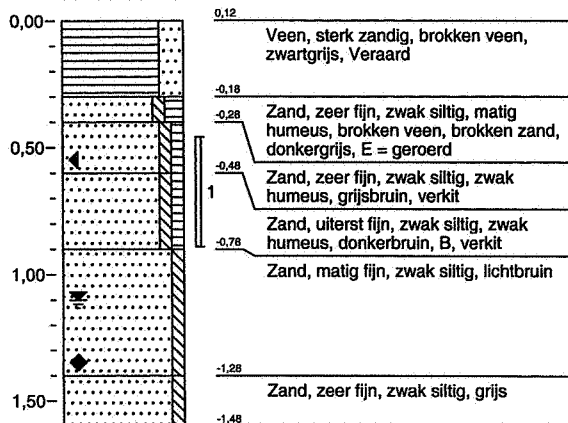 0,00
0,12
Veen, sterk zandig, brokken veen,
zwartgrijs, Veraard
-0,18
Zand, zeer fijn, zwak siltig, matig
humeus, brokken veen, brokken zand,
donkergrijs, E = geroerd
-0,28
0,50
-0,48
Zand, zeer fijn, zwak siltig, zwak
humeus, grijsbruin, verkit
1
Zand, uiterst fijn, zwak siltig, zwak
humeus, donkerbruin, B, verkit
-0,78
Zand, matig fijn, zwak siltig, lichtbruin
1,00
-1,28
Zand, zeer fijn, zwak siltig, grijs
1,50
-1,48